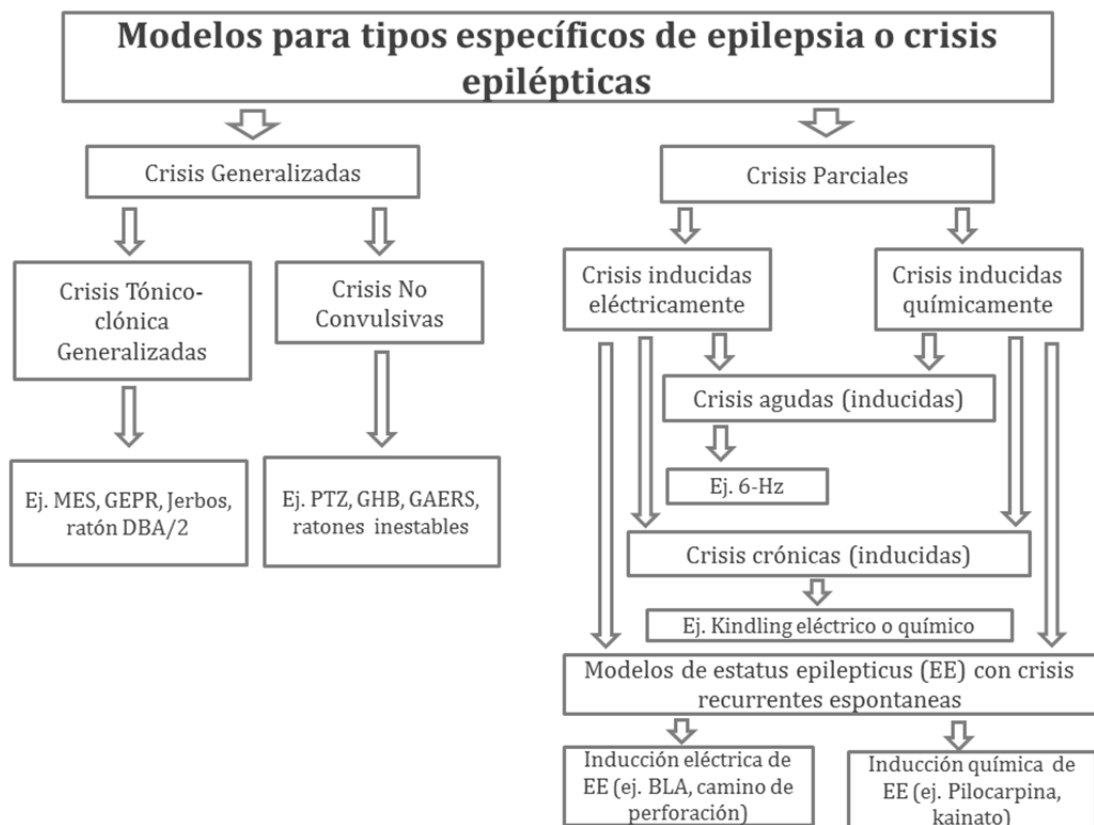 Modelos para tipos específicos de epilepsia o crisis
epilépticas
Crisis Generalizadas
Crisis Parciales
Crisis Tónico-
clónica
Generalizadas
Crisis No
Convulsivas
Crisis inducidas
eléctricamente
Crisis inducidas
químicamente
Crisis agudas (inducidas)
Ej. MES, GEPR, Jerbos,
ratón DBA/2
Ej. PTZ, GHB, GAERS,
ratones inestables
Ej. 6-Hz
Crisis crónicas (inducidas)
Ej. Kindling eléctrico o químico
Modelos de estatus epilepticus (EE) con crisis
recurrentes espontaneas
Inducción eléctrica de
EE (ej. BLA, camino de
perforación)
Inducción química de
EE (ej. Pilocarpina,
kainato)